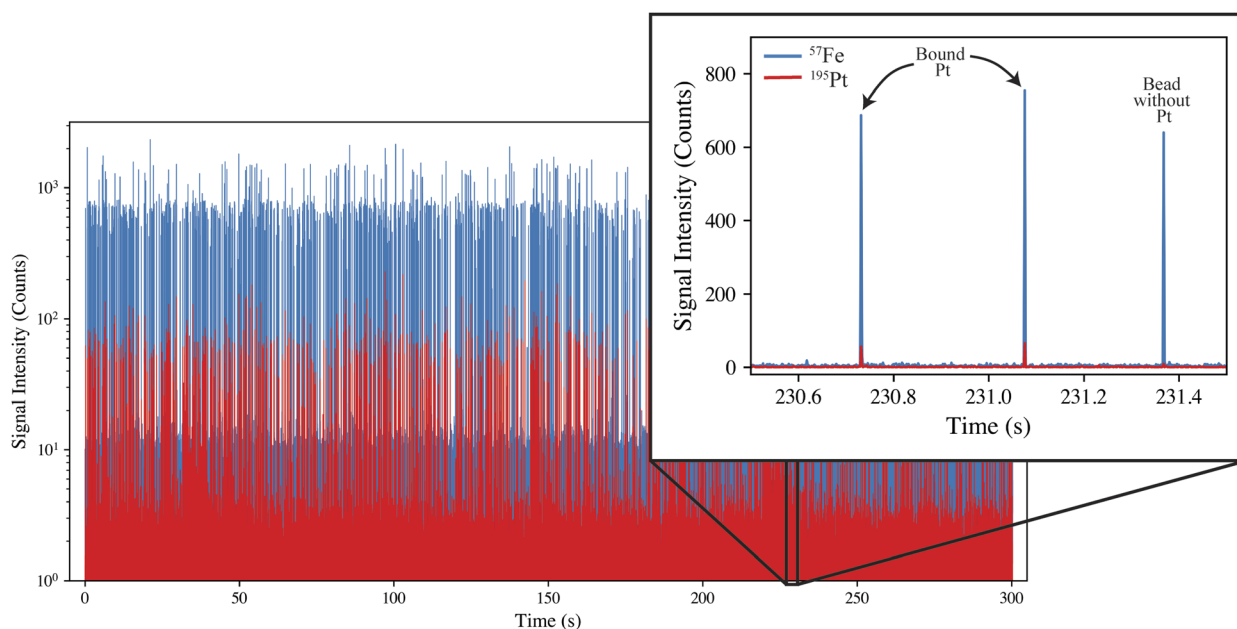 ⁵⁷Fe
¹⁹⁵Pt
Bound
Pt
Bead
without
Pt
800
600
400
200
0
Signal Intensity (Counts)
230.6 230.8 231.0 231.2 231.4
Time (s)
10³
10²
10¹
10⁰
Signal Intensity (Counts)
0 50 100 150 200 250 300
Time (s)